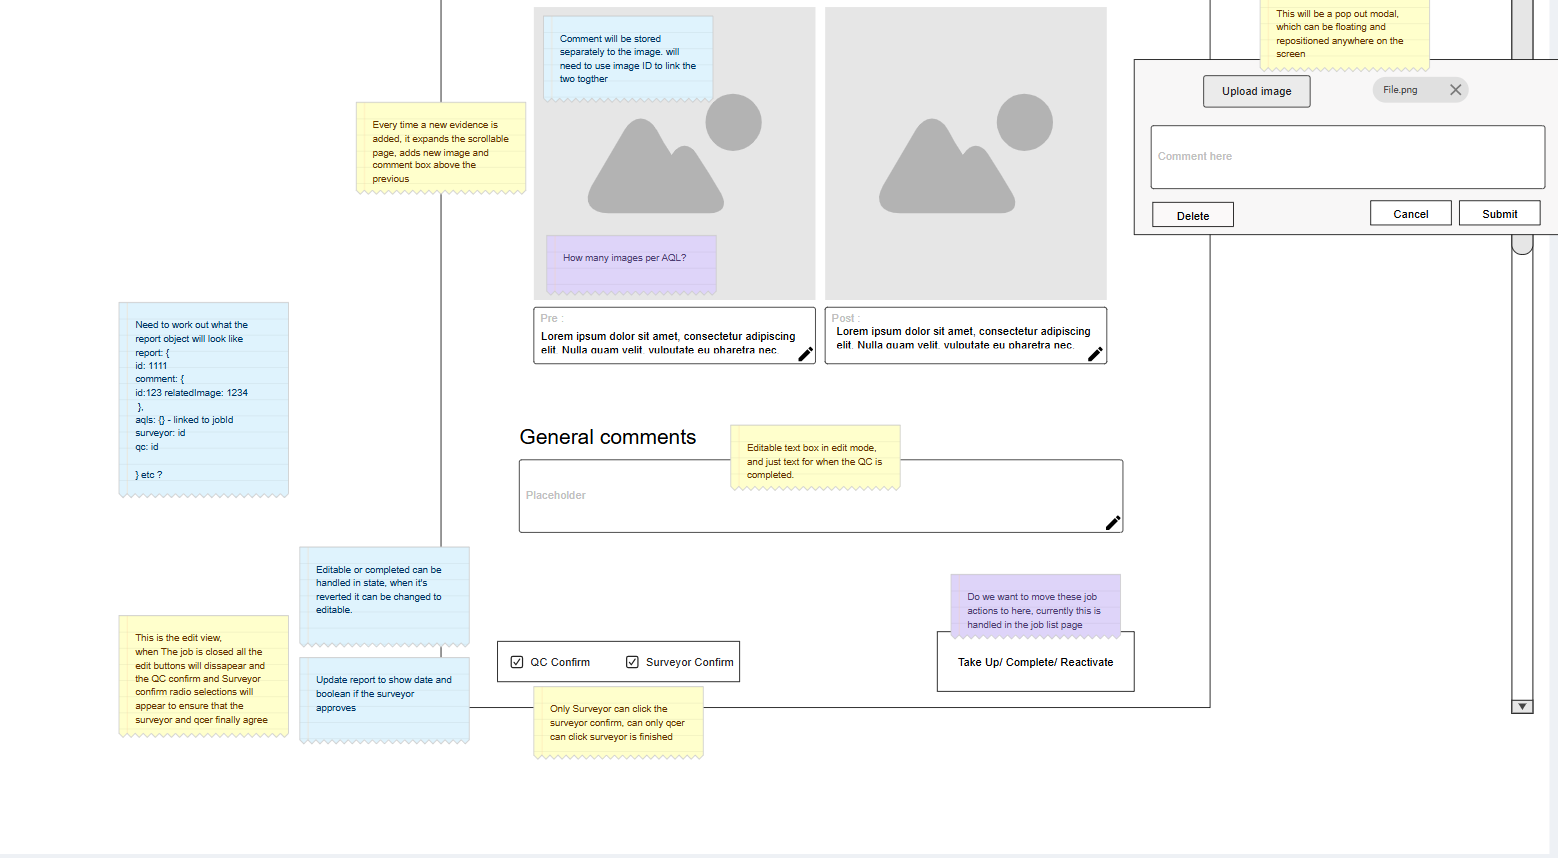 This will be a pop out modal,
which can be floating and
repositioned anywhere on the
screen
Comment will be stored
separately to the image. will
need to use image ID to link the
two togther
Upload image
File.png
Every time a new evidence is
added, it expands the scrollable
page, adds new image and
comment box above the
previous
Comment here
Delete
Cancel
Submit
How many images per AQL?
Need to work out what the
report object will look like
report: {
id: 1111
comment: {
id:123 relatedImage: 1234
},
aqls: {} - linked to jobId
surveyor: id
qc: id
} etc ?
Pre :
Lorem ipsum dolor sit amet, consectetur adipiscing
elit. Nulla quam velit, vulputate eu pharetra nec,
Post :
Lorem ipsum dolor sit amet, consectetur adipiscing
elit. Nulla quam velit, vulputate eu pharetra nec,
General comments
Editable text box in edit mode,
and just text for when the QC is
completed.
Placeholder
Editable or completed can be
handled in state, when it's
reverted it can be changed to
editable.
Do we want to move these job
actions to here, currently this is
handled in the job list page
This is the edit view,
when The job is closed all the
edit buttons will dissapear and
the QC confirm and Surveyor
confirm radio selections will
appear to ensure that the
surveyor and qcer finally agree
QC Confirm
Surveyor Confirm
Take Up/ Complete/ Reactivate
Update report to show date and
boolean if the surveyor
approves
Only Surveyor can click the
surveyor confirm, can only qcer
can click surveyor is finished